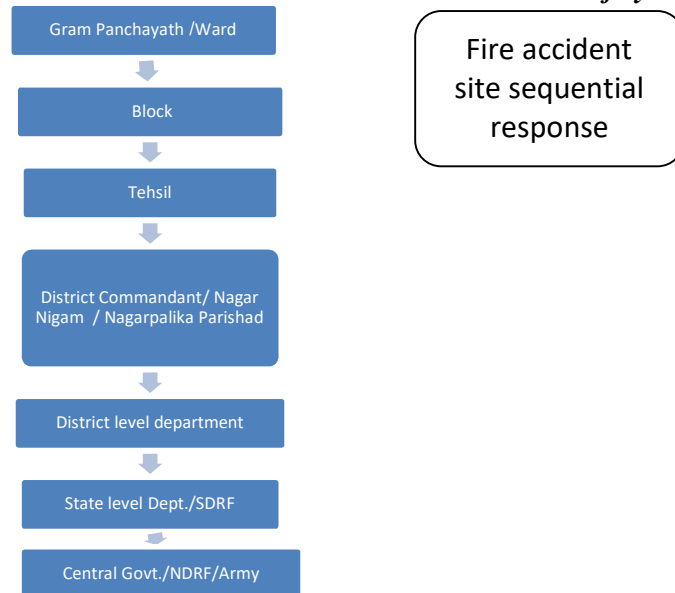 Gram Panchayath /Ward
Block
Tehsil
District Commandant/ Nagar
Nigam / Nagarpalika Parishad
District level department
State level Dept./SDRF
Central Govt./NDRF/Army
Fire accident
site sequential
response